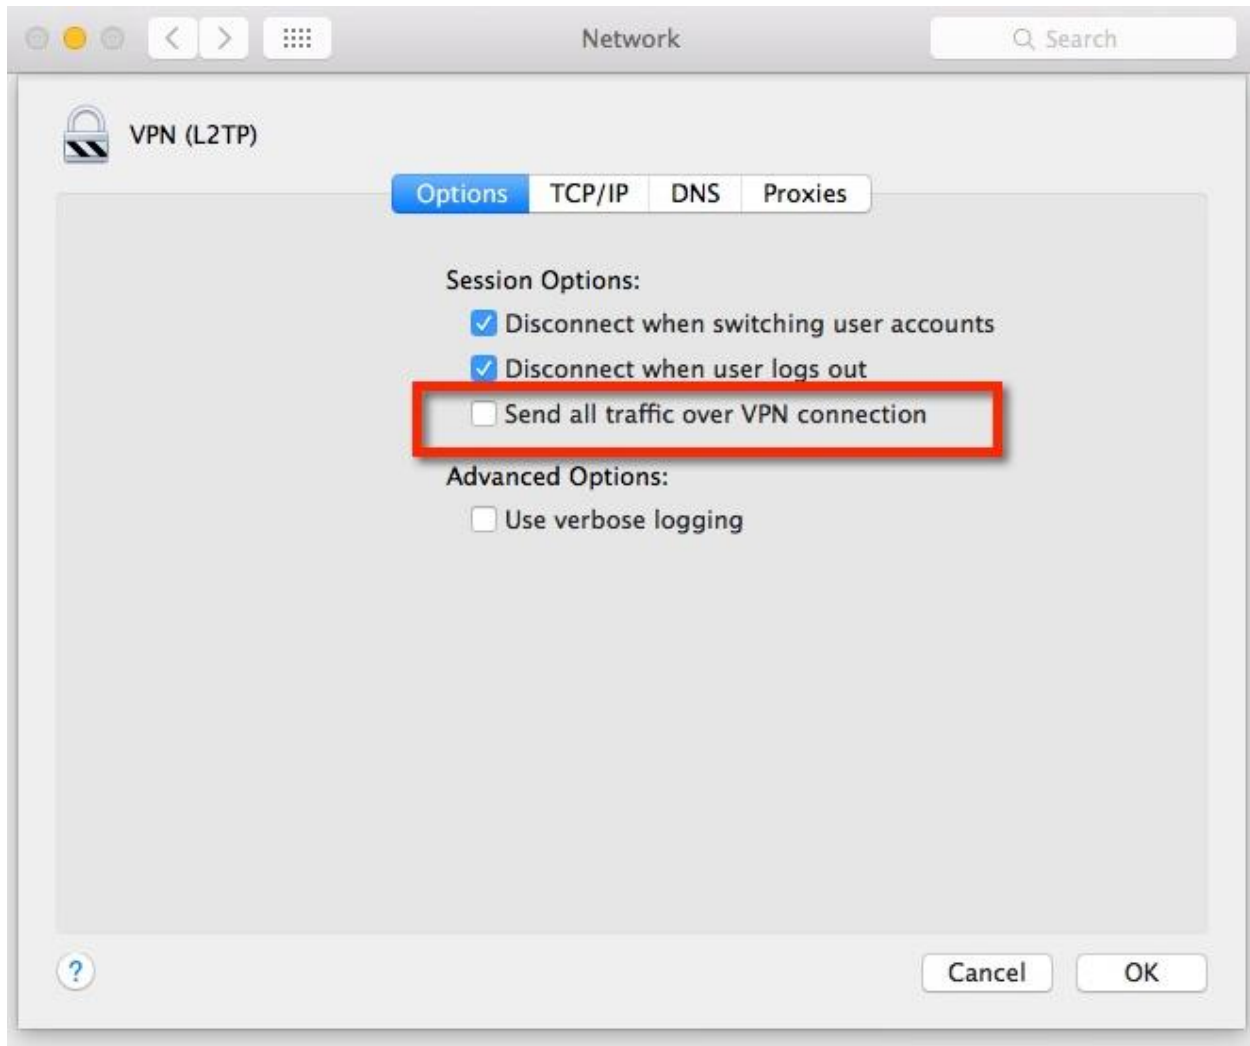 Network
Search
VPN (L2TP)
Options TCP/IP DNS Proxies
Session Options:
Disconnect when switching user accounts
Disconnect when user logs out
Send all traffic over VPN connection
Advanced Options:
Use verbose logging
?
Cancel OK